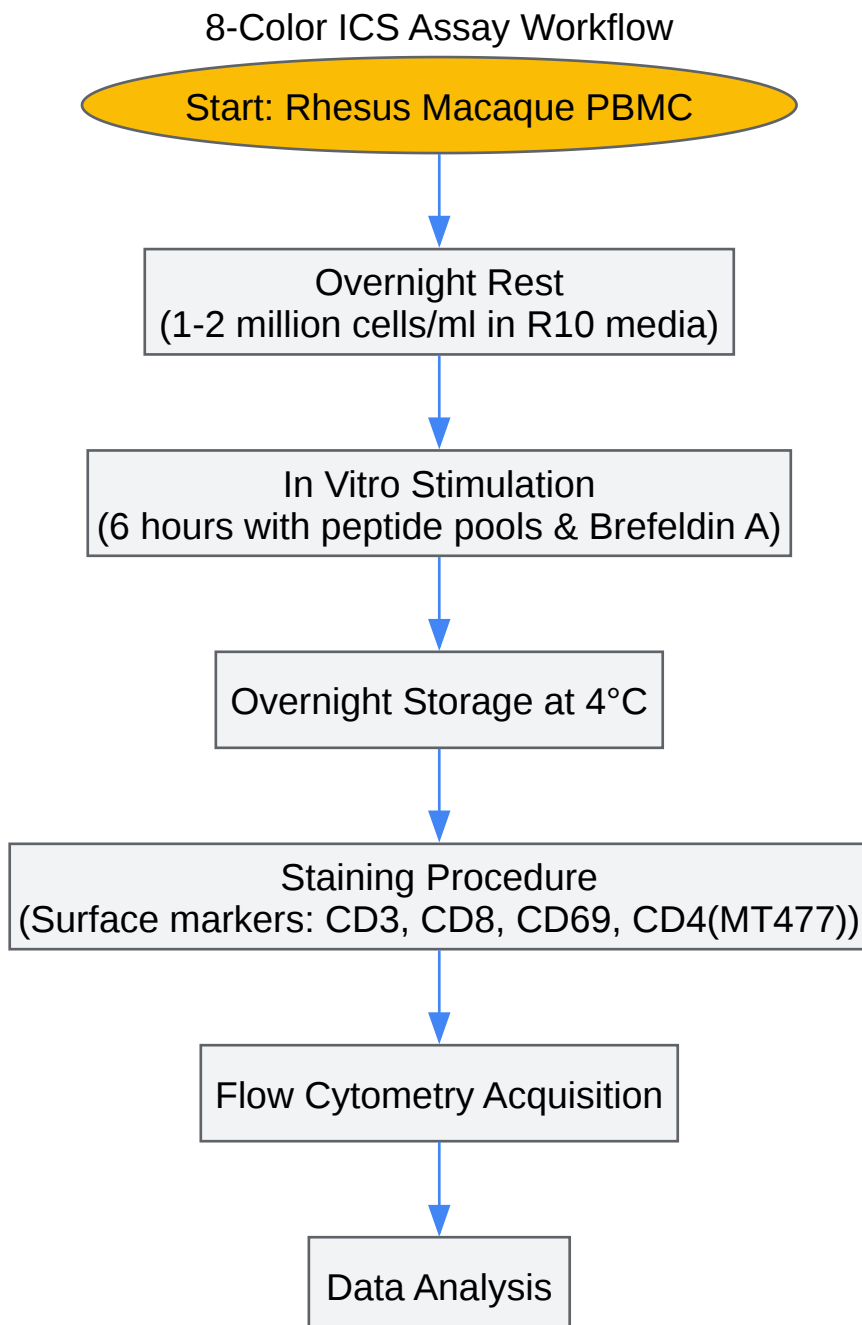 8-Color ICS Assay Workflow
Start: Rhesus Macaque PBMC
Overnight Rest
(1-2 million cells/ml in R10 media)
In Vitro Stimulation
(6 hours with peptide pools & Brefeldin A)
Overnight Storage at 4°C
Staining Procedure
(Surface markers: CD3, CD8, CD69, CD4(MT477))
Flow Cytometry Acquisition
Data Analysis